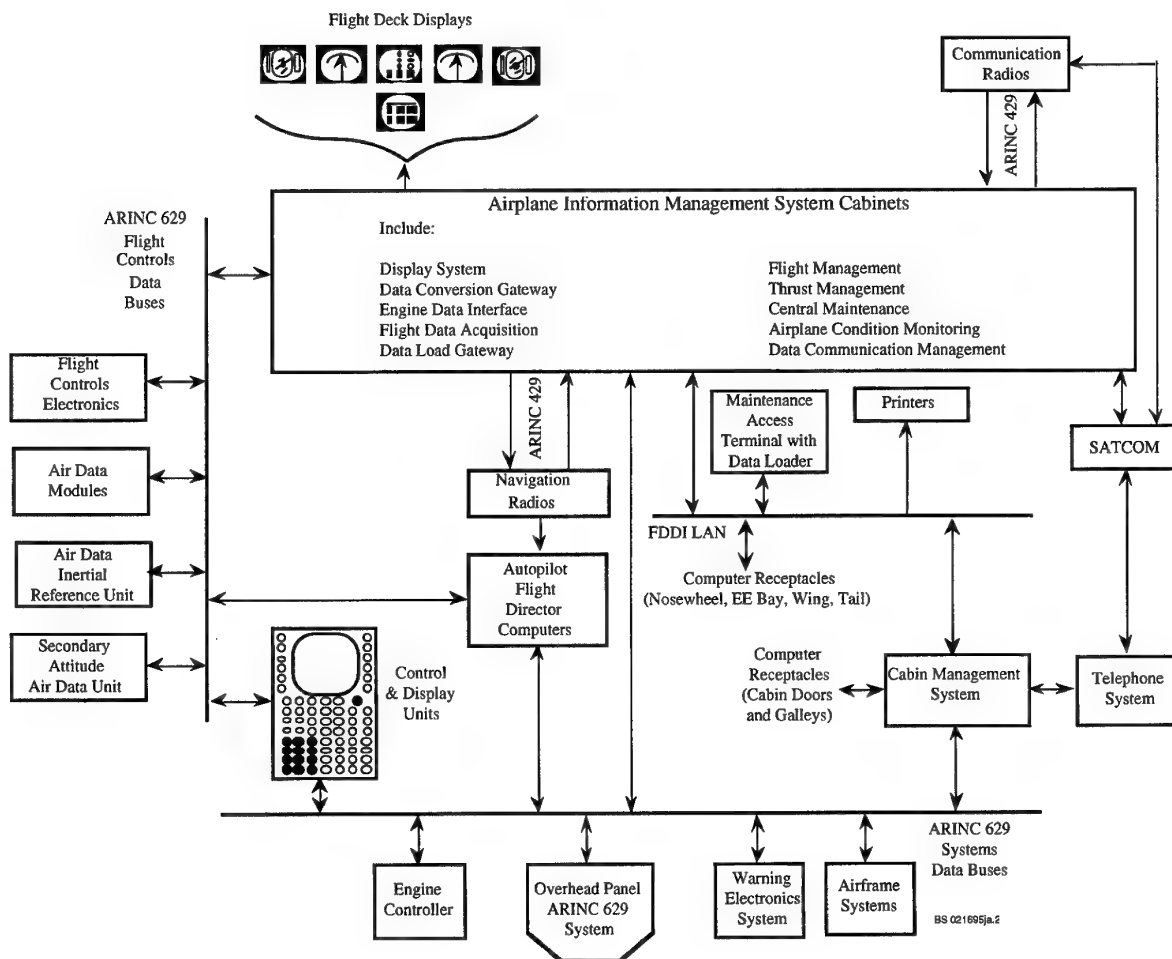 Flight Deck Displays
Communication
Radios
ARINC 429
Airplane Information Management System Cabinets
Include:
Display System
Data Conversion Gateway
Engine Data Interface
Flight Data Acquisition
Data Load Gateway
Flight Management
Thrust Management
Central Maintenance
Airplane Condition Monitoring
Data Communication Management
ARINC 629
Flight
Controls
Data
Buses
Flight
Controls
Electronics
Air Data
Modules
Air Data
Inertial
Reference Unit
Secondary
Attitude
Air Data Unit
ARINC 429
Navigation
Radios
Autopilot
Flight
Director
Computers
Control
& Display
Units
Maintenance
Access
Terminal with
Data Loader
Printers
SATCOM
FDDI LAN
Computer Receptacles
(Nosewheel, EE Bay, Wing, Tail)
Computer
Receptacles
(Cabin Doors
and Galleys)
Cabin Management
System
Telephone
System
ARINC 629
Systems
Data Buses
Engine
Controller
Overhead Panel
ARINC 629
System
Warning
Electronics
System
Airframe
Systems
BS 021695ja.2